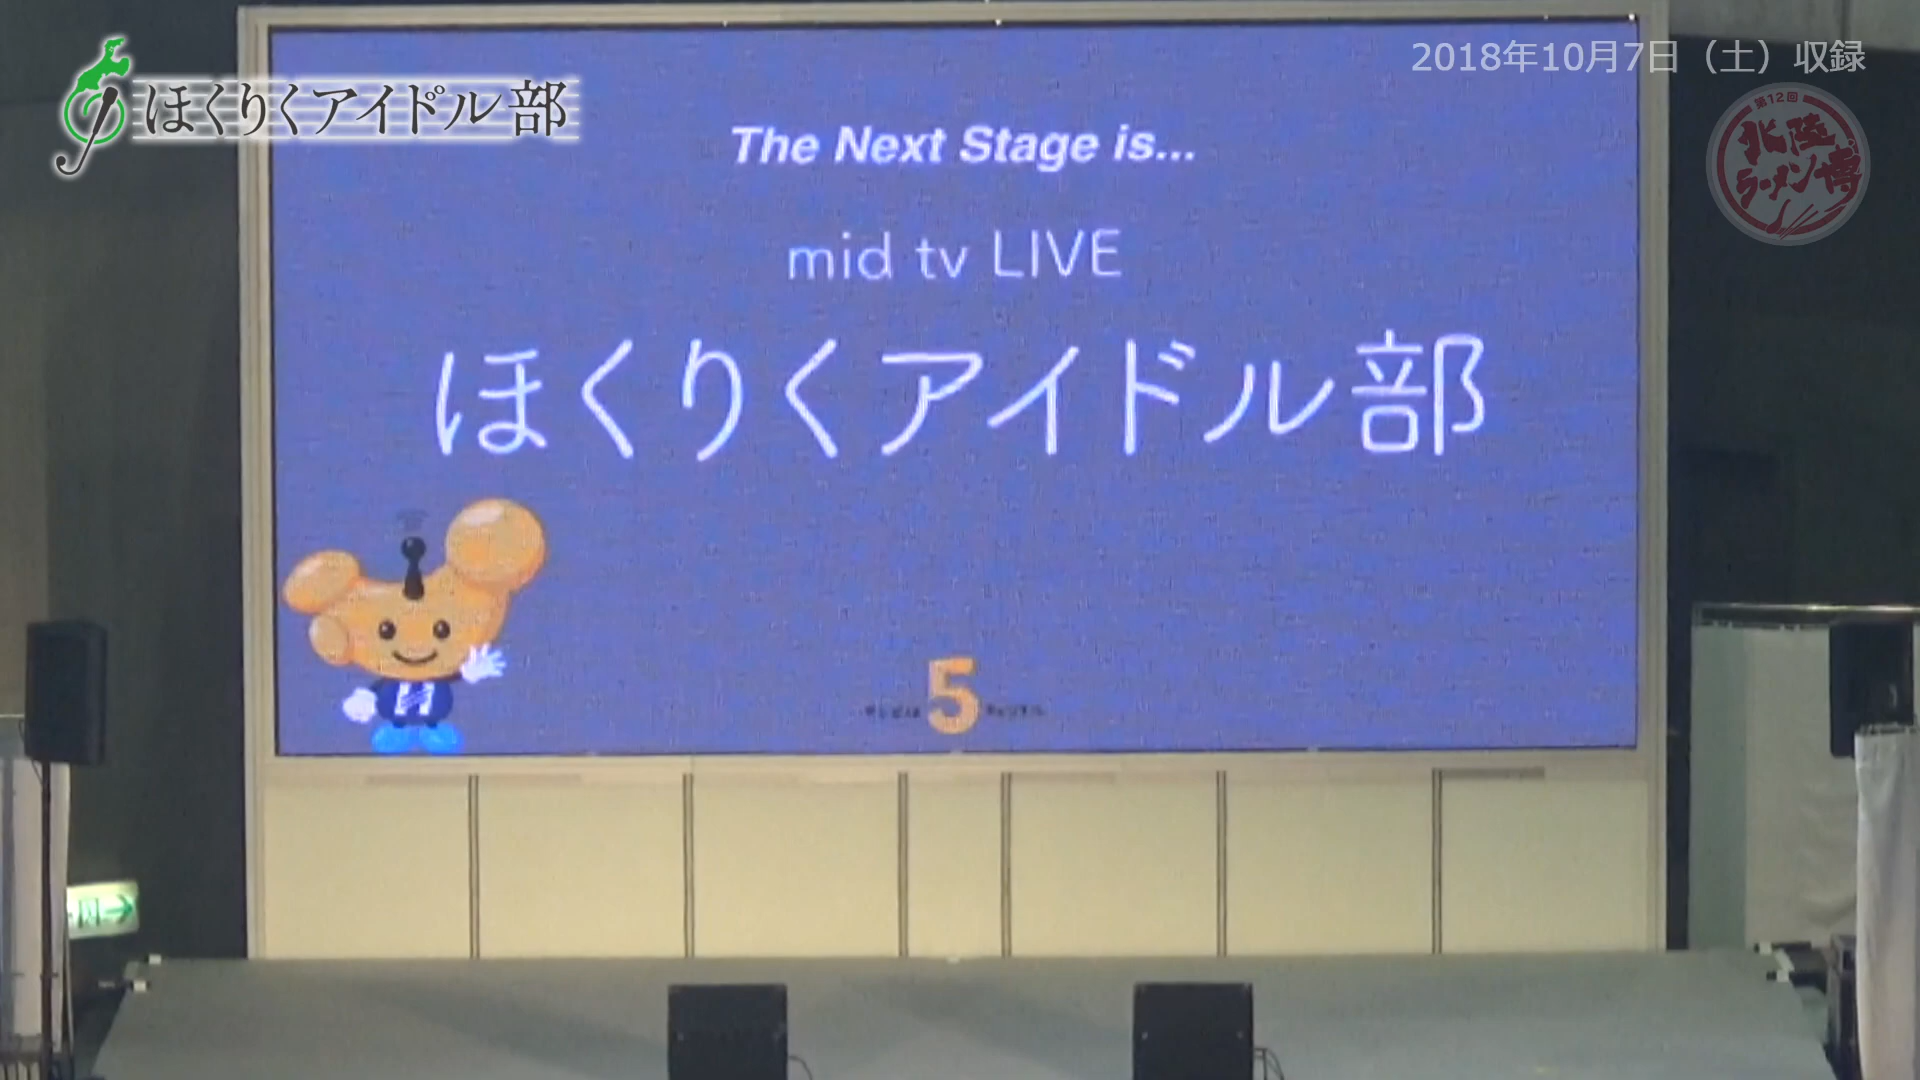 2018年10月7日（土）収録
ほくりくアイドル部
第12回
北陸
ラーメン博
The Next Stage is...
mid tv LIVE
ほくりくアイドル部
5